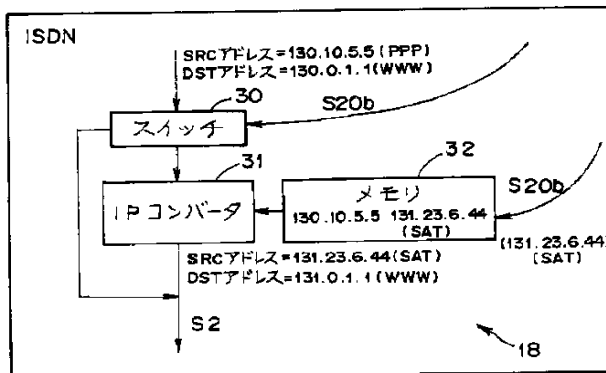 ISDN
SRCアドレス=130.10.5.5(PPP)
DSTアドレス=130.0.1.1(WWW)
30
S20b
スイッチ
31
32
S20b
IPコンバータ
メモリ
130.10.5.5 131.23.6.44
(SAT)
(131.23.6.44)
(SAT)
SRCアドレス=131.23.6.44(SAT)
DSTアドレス=131.0.1.1(WWW)
S2
18